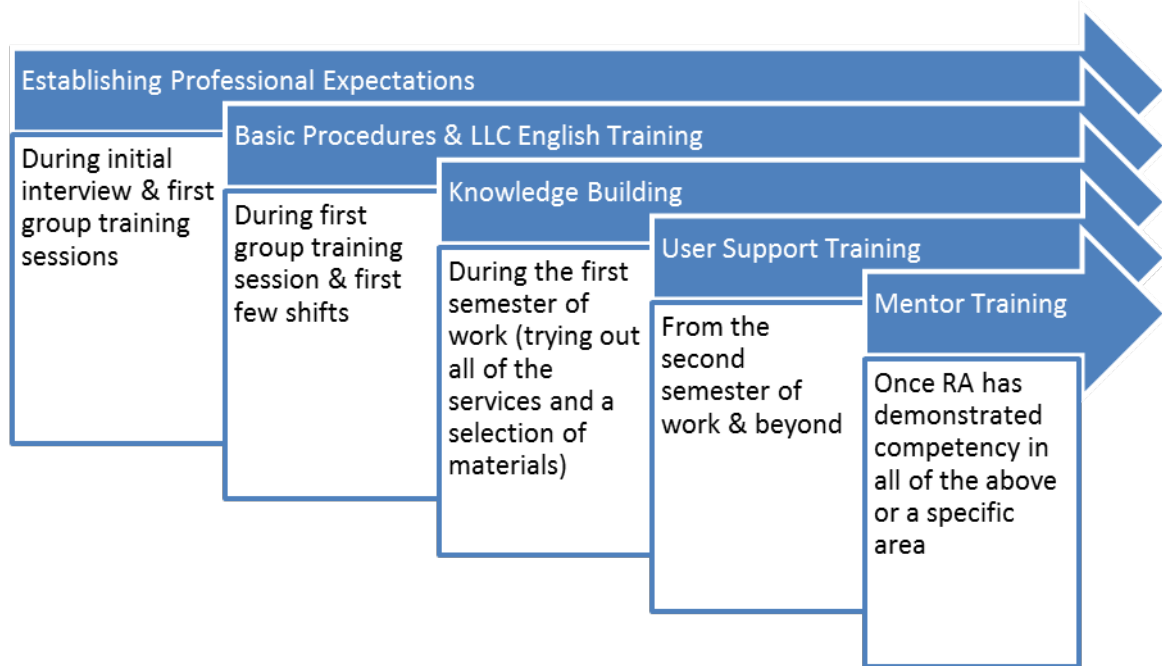 Establishing Professional Expectations
During initial
interview & first
group training
sessions
Basic Procedures & LLC English Training
During first
group training
session & first
few shifts
Knowledge Building
During the first
semester of
work (trying out
all of the
services and a
selection of
materials)
User Support Training
From the
second
semester of
work & beyond
Mentor Training
Once RA has
demonstrated
competency in
all of the above
or a specific
area